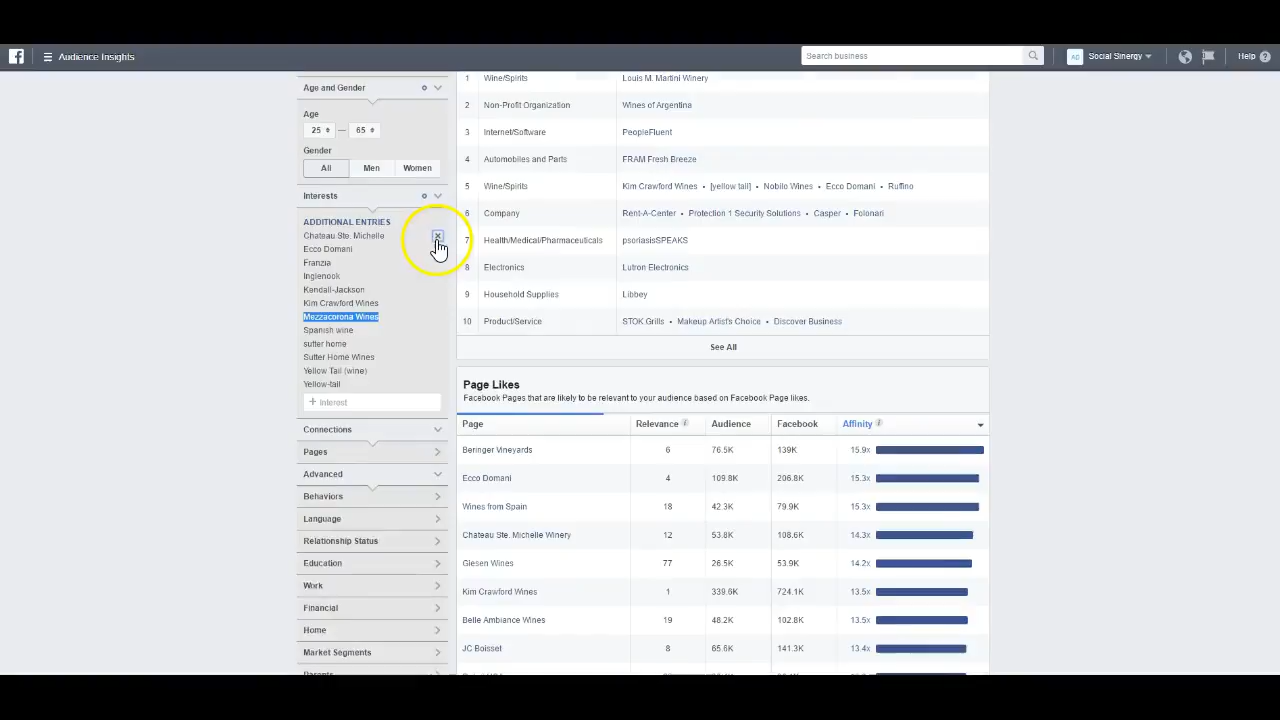 Audience Insights
Search business
Social Sinergy
Help
Age and Gender
Age
25 — 65
Gender
All Men Women
Interests
ADDITIONAL ENTRIES
Chateau Ste. Michelle
Ecco Domani
Franzia
Inglenook
Kendall-Jackson
Kim Crawford Wines
Mezzacorona Wines
Spanish wine
sutter home
Sutter Home Wines
Yellow Tail (wine)
Yellow-tail
+ Interest
Connections
Pages
Advanced
Behaviors
Language
Relationship Status
Education
Work
Financial
Home
Market Segments
Parents
1 Wine/Spirits Louis M. Martini Winery
2 Non-Profit Organization Wines of Argentina
3 Internet/Software PeopleFluent
4 Automobiles and Parts FRAM Fresh Breeze
5 Wine/Spirits Kim Crawford Wines • [yellow tail] • Nobilo Wines • Ecco Domani • Ruffino
6 Company Rent-A-Center • Protection 1 Security Solutions • Casper • Folonari
7 Health/Medical/Pharmaceuticals psoriasisSPEAKS
8 Electronics Lutron Electronics
9 Household Supplies Libbey
10 Product/Service STOK Grills • Makeup Artist's Choice • Discover Business
See All
Page Likes
Facebook Pages that are likely to be relevant to your audience based on Facebook Page likes.
Page Relevance Audience Facebook Affinity
Beringer Vineyards 6 76.5K 139K 15.9x
Ecco Domani 4 109.8K 206.8K 15.3x
Wines from Spain 18 42.3K 79.9K 15.3x
Chateau Ste. Michelle Winery 12 53.8K 108.6K 14.3x
Giesen Wines 77 26.5K 53.9K 14.2x
Kim Crawford Wines 1 339.6K 724.1K 13.5x
Belle Ambiance Wines 19 48.2K 102.8K 13.5x
JC Boisset 8 65.6K 141.3K 13.4x